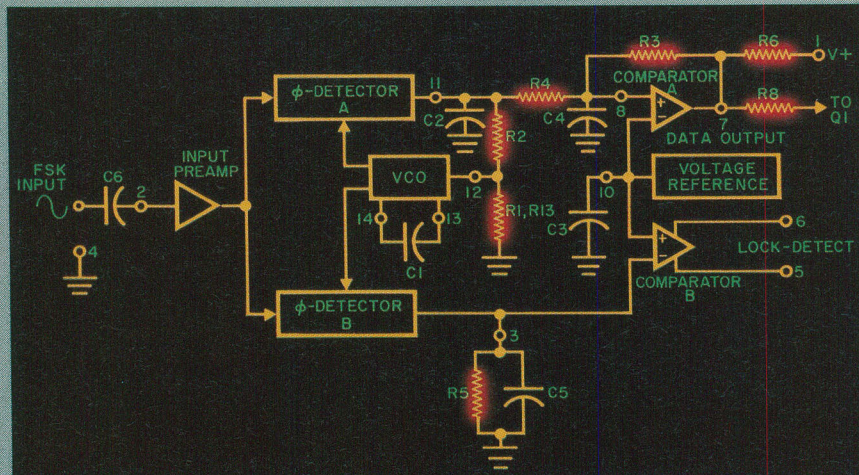 FSK
INPUT
C6
2
4
INPUT
PREAMP
ϕ-DETECTOR
A
11
C2
R2
VCO
12
14
13
C1
R1,R13
ϕ-DETECTOR
B
3
R5
C5
R4
R3
C4
8
COMPARATOR
A
R6
1
V+
R8
TO
Q1
7
DATA OUTPUT
10
C3
VOLTAGE
REFERENCE
6
LOCK-DETECT
5
COMPARATOR
B
+
−
+
−